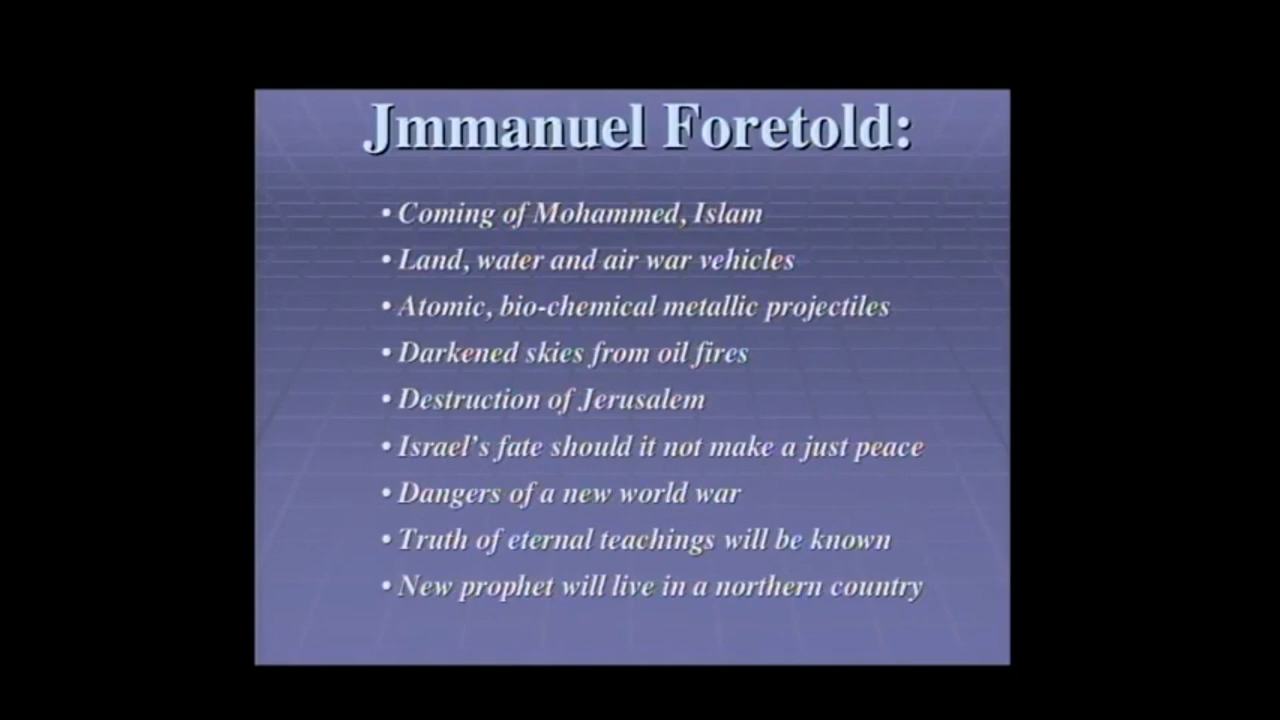 Jmmanuel Foretold:
• Coming of Mohammed, Islam
• Land, water and air war vehicles
• Atomic, bio-chemical metallic projectiles
• Darkened skies from oil fires
• Destruction of Jerusalem
• Israel's fate should it not make a just peace
• Dangers of a new world war
• Truth of eternal teachings will be known
• New prophet will live in a northern country